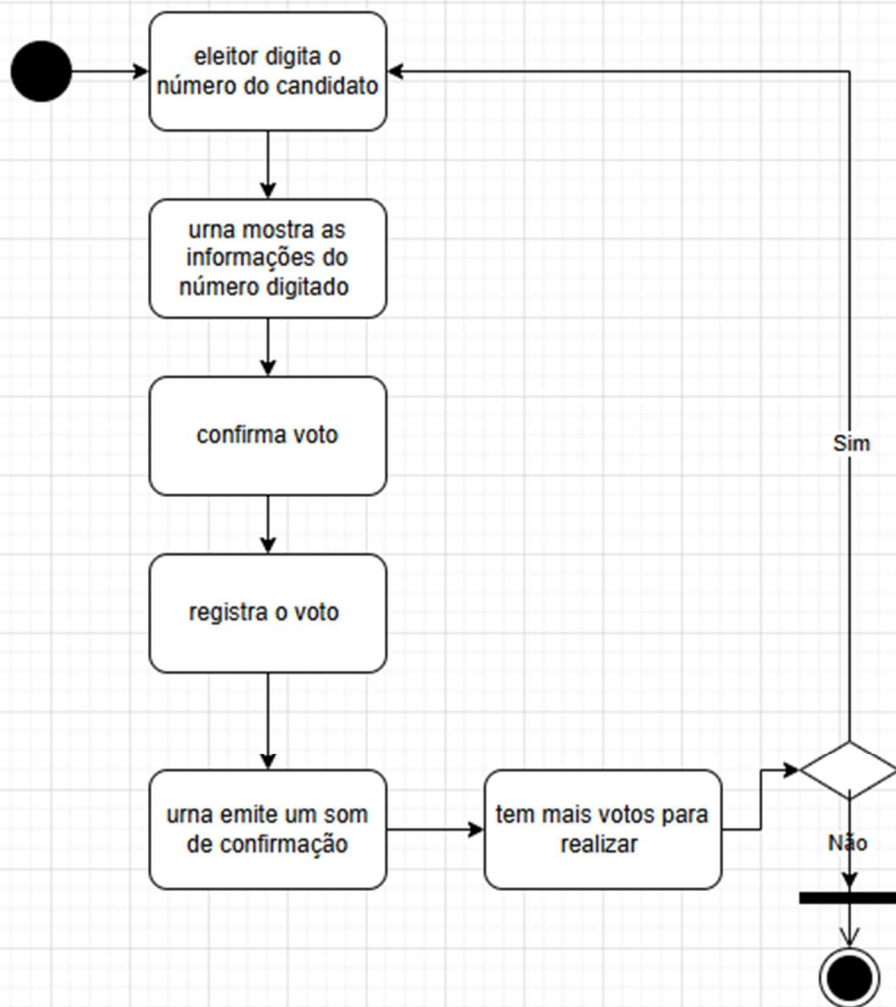 eleitor digita o
número do candidato
urna mostra as
informações do
número digitado
confirma voto
Sim
registra o voto
urna emite um som
de confirmação
tem mais votos para
realizar
Não